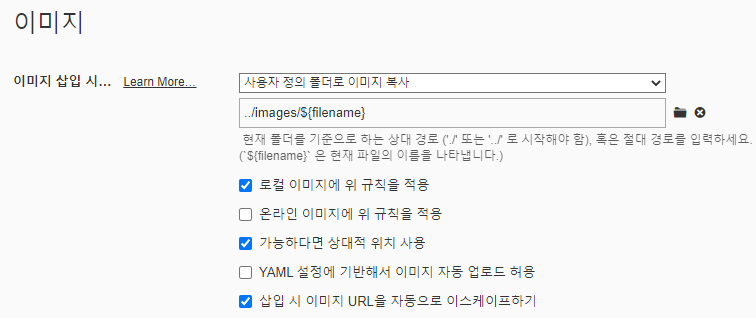 이미지
이미지 삽입 시... Learn More...
사용자 정의 폴더로 이미지 복사
../images/${filename}
현재 폴더를 기준으로 하는 상대 경로 ('./' 또는 '../' 로 시작해야 함), 혹은 절대 경로를 입력하세요.
(`${filename}` 은 현재 파일의 이름을 나타냅니다.)
로컬 이미지에 위 규칙을 적용
온라인 이미지에 위 규칙을 적용
가능하다면 상대적 위치 사용
YAML 설정에 기반해서 이미지 자동 업로드 허용
삽입 시 이미지 URL을 자동으로 이스케이프하기